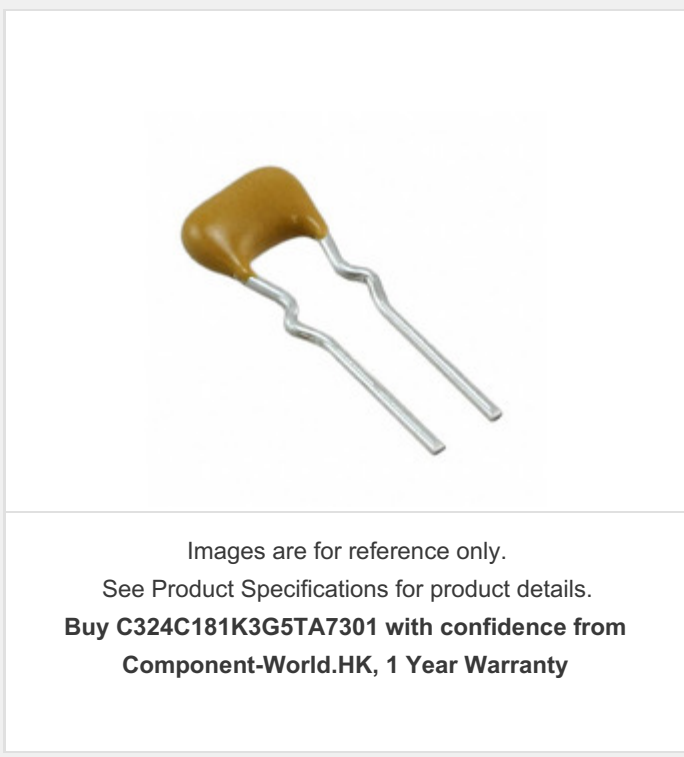 Images are for reference only.
See Product Specifications for product details.
Buy C324C181K3G5TA7301 with confidence from
Component-World.HK, 1 Year Warranty